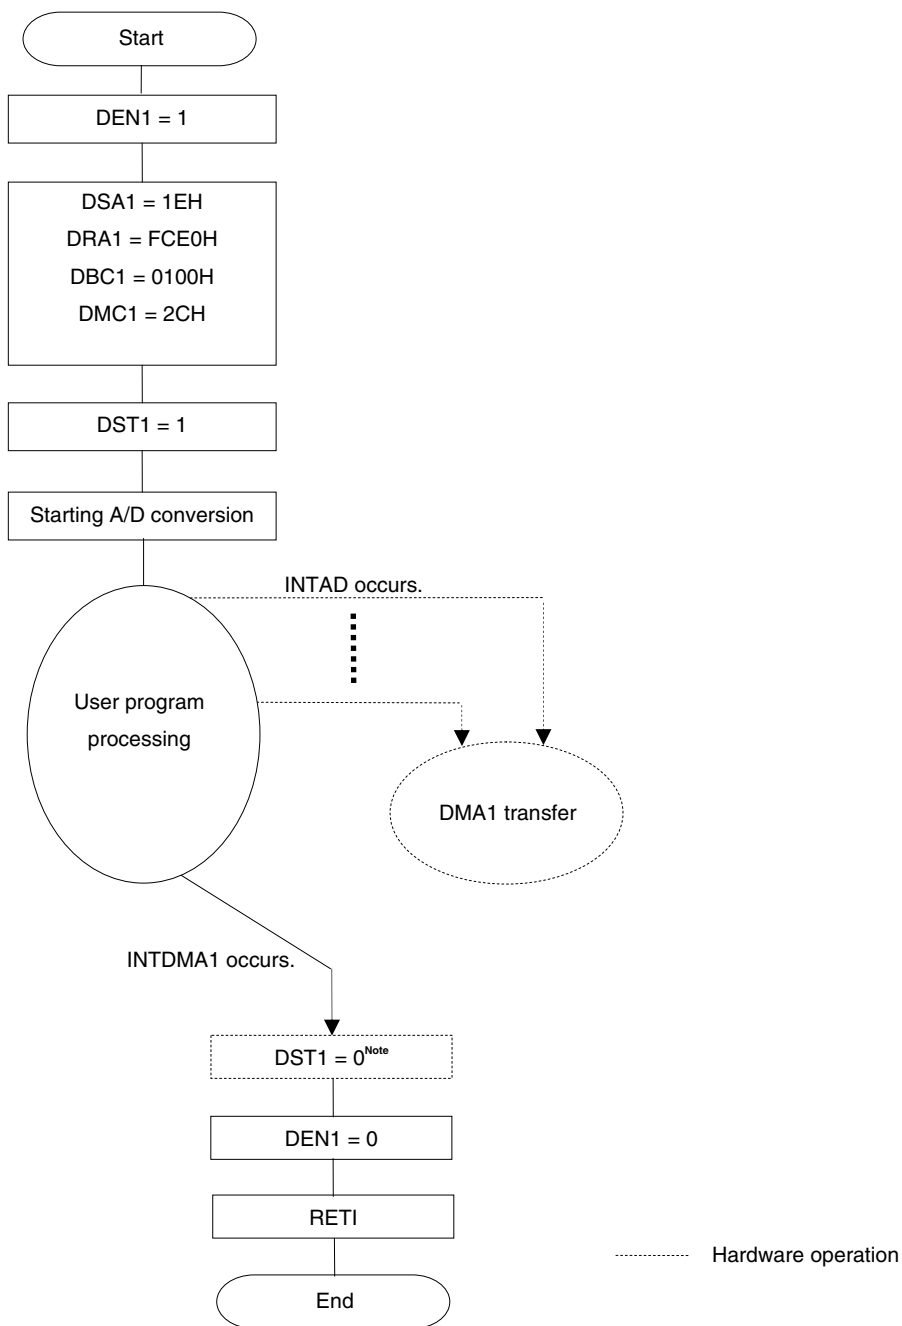 Start
DEN1 = 1
DSA1 = 1EH
DRA1 = FCE0H
DBC1 = 0100H
DMC1 = 2CH
DST1 = 1
Starting A/D conversion
INTAD occurs.
User program
processing
DMA1 transfer
INTDMA1 occurs.
DST1 = 0Note
DEN1 = 0
RETI
Hardware operation
End